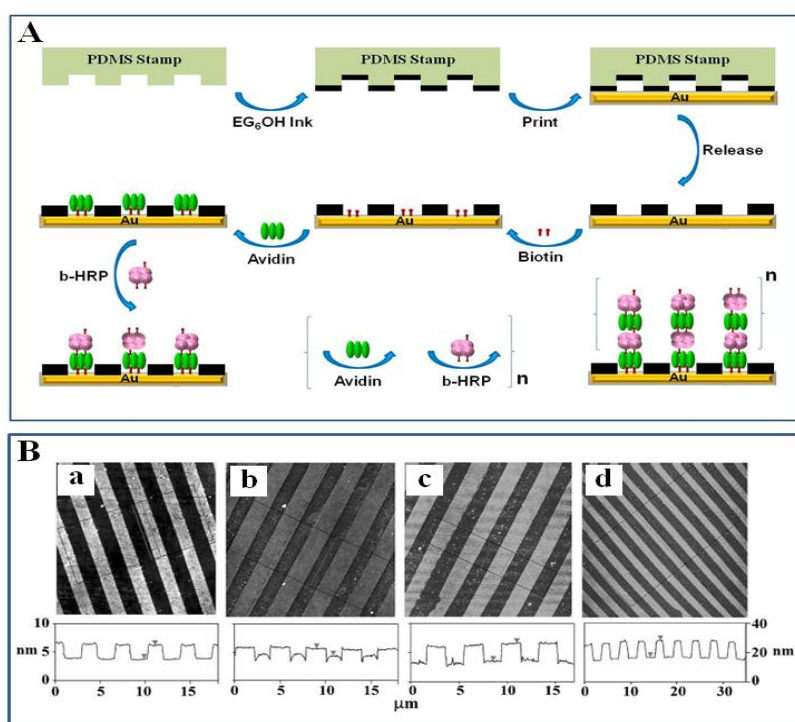 A
PDMS Stamp
PDMS Stamp
PDMS Stamp
Au
EG₆OH Ink
Print
Release
Au
Au
Au
Avidin
Biotin
b-HRP
n
Au
Avidin
b-HRP
n
Au
B
a
b
c
d
10
nm 5
0
40
20 nm
0
0 5 10 15
0 5 10 15
0 5 10 15
0 10 20 30
μm